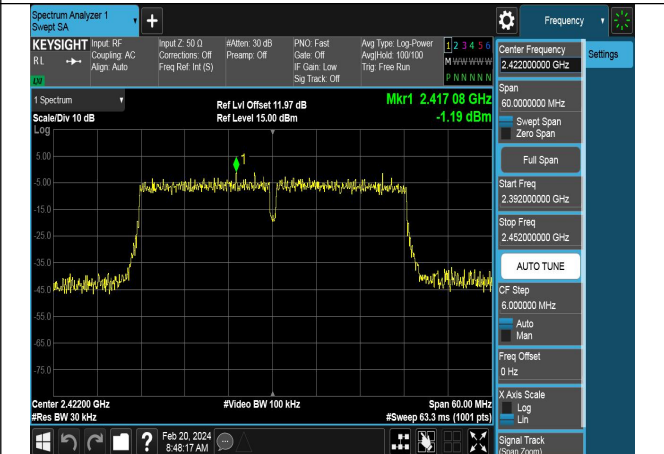 Spectrum Analyzer 1
Swept SA
+
Frequency
KEYSIGHT
RL
Align: Auto
Input: RF
Coupling: AC
Input Z: 50 Ω
Corrections: Off
Freq Ref: Int (S)
#Atten: 30 dB
Preamp: Off
PNO: Fast
Gate: Off
IF Gain: Low
Sig Track: Off
Avg Type: Log-Power
Avg|Hold: 100/100
Trig: Free Run
1 2 3 4 5 6
M W W W W W
P N N N N N
Center Frequency
2.422000000 GHz
Settings
Span
60.0000000 MHz
Swept Span
Zero Span
Full Span
Start Freq
2.392000000 GHz
Stop Freq
2.452000000 GHz
AUTO TUNE
CF Step
6.000000 MHz
Auto
Man
Freq Offset
0 Hz
X Axis Scale
Log
Lin
Signal Track
(Span Zoom)
1 Spectrum
Scale/Div 10 dB
Log
Ref Lvl Offset 11.97 dB
Ref Level 15.00 dBm
Mkr1 2.417 08 GHz
-1.19 dBm
1
5.00
-5.00
-15.0
-25.0
-35.0
-45.0
-55.0
-65.0
-75.0
Center 2.42200 GHz
#Res BW 30 kHz
#Video BW 100 kHz
Span 60.00 MHz
#Sweep 63.3 ms (1001 pts)
?
Feb 20, 2024
8:48:17 AM